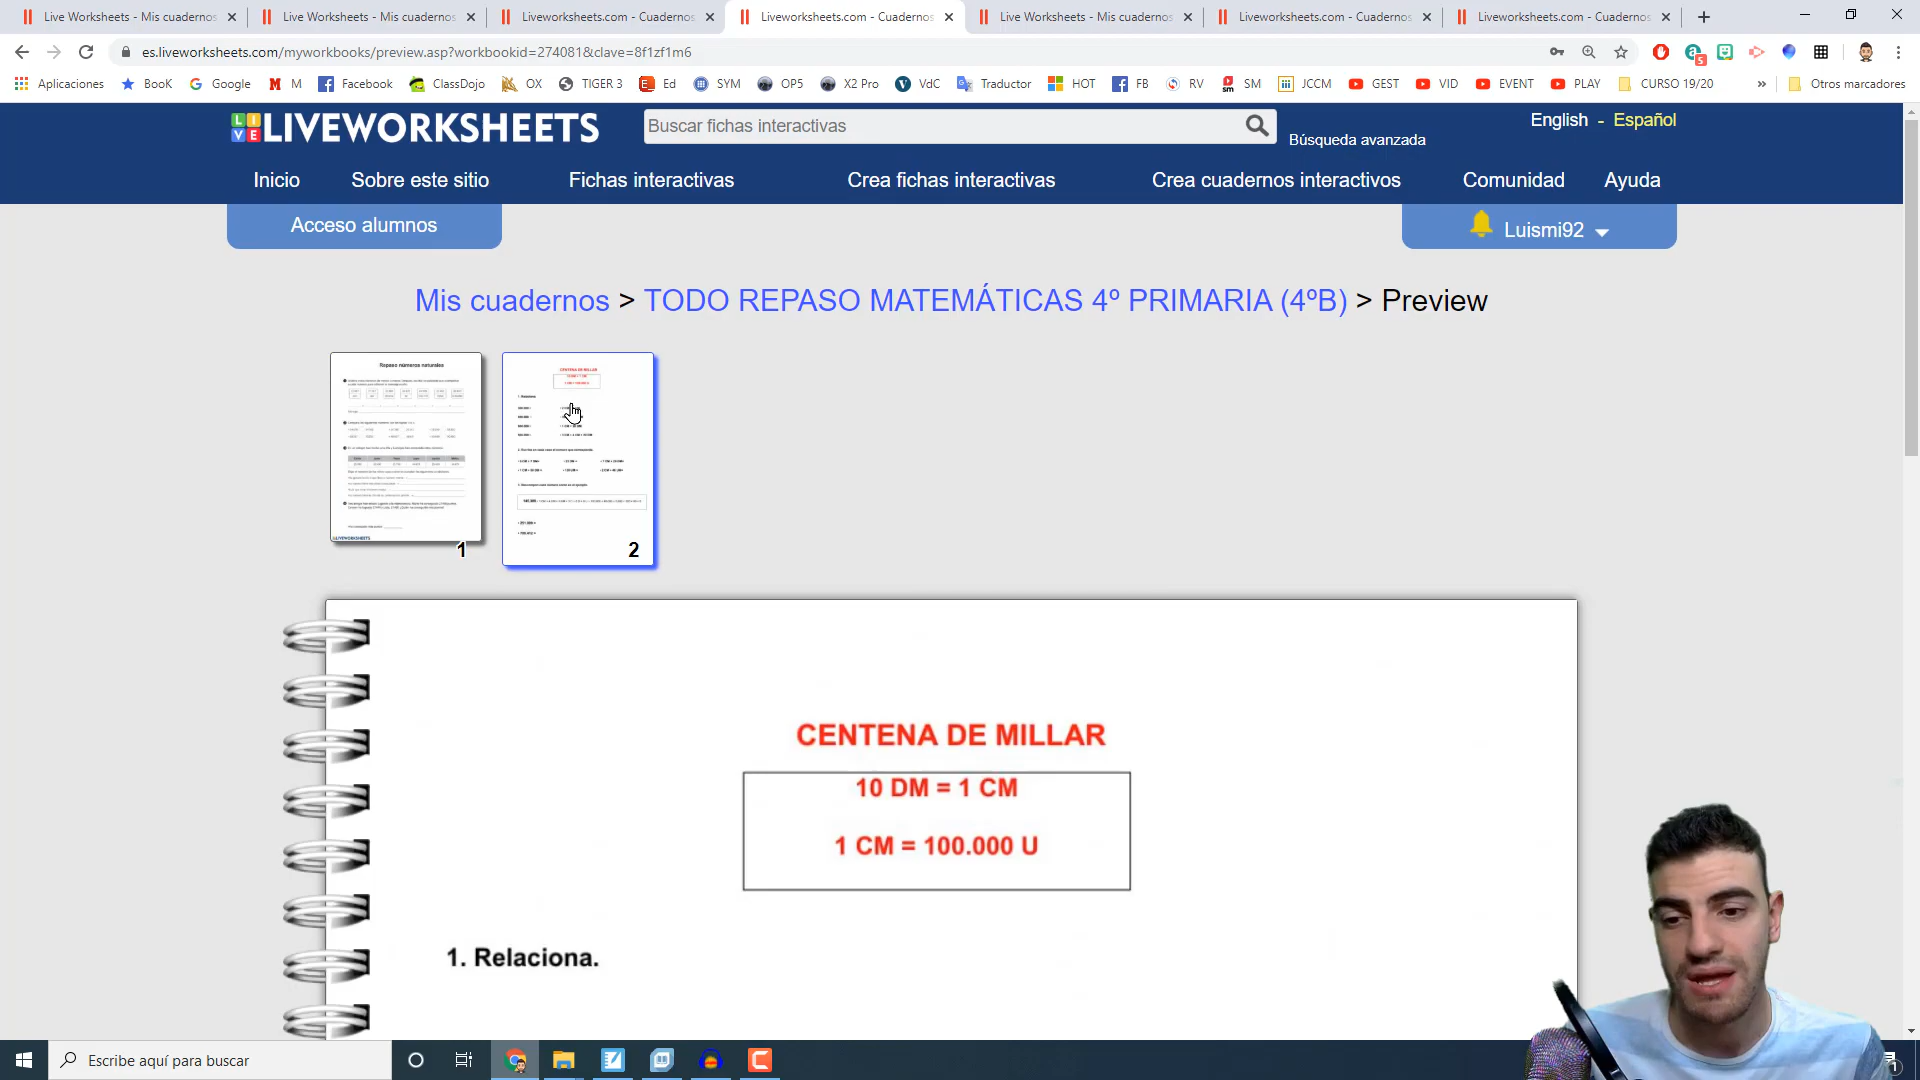 Live Worksheets - Mis cuadernos
Live Worksheets - Mis cuadernos
Liveworksheets.com - Cuadernos
Liveworksheets.com - Cuadernos
Live Worksheets - Mis cuadernos
Liveworksheets.com - Cuadernos
Liveworksheets.com - Cuadernos
es.liveworksheets.com/myworkbooks/preview.asp?workbookid=274081&clave=8f1zf1m6
5
Aplicaciones BooK Google M Facebook ClassDojo OX TIGER 3 Ed SYM OP5 X2 Pro VdC Traductor HOT FB RV SM JCCM GEST VID EVENT PLAY CURSO 19/20 » Otros marcadores
LIVEWORKSHEETS
Buscar fichas interactivas
Búsqueda avanzada
English - Español
Inicio Sobre este sitio Fichas interactivas Crea fichas interactivas Crea cuadernos interactivos Comunidad Ayuda
Acceso alumnos
Luismi92
Mis cuadernos > TODO REPASO MATEMÁTICAS 4º PRIMARIA (4ºB) > Preview
Repaso números naturales
LIVEWORKSHEETS
1
CENTENA DE MILLAR
1. Relaciona.
2
CENTENA DE MILLAR
10 DM = 1 CM
1 CM = 100.000 U
1. Relaciona.
Escribe aquí para buscar
1